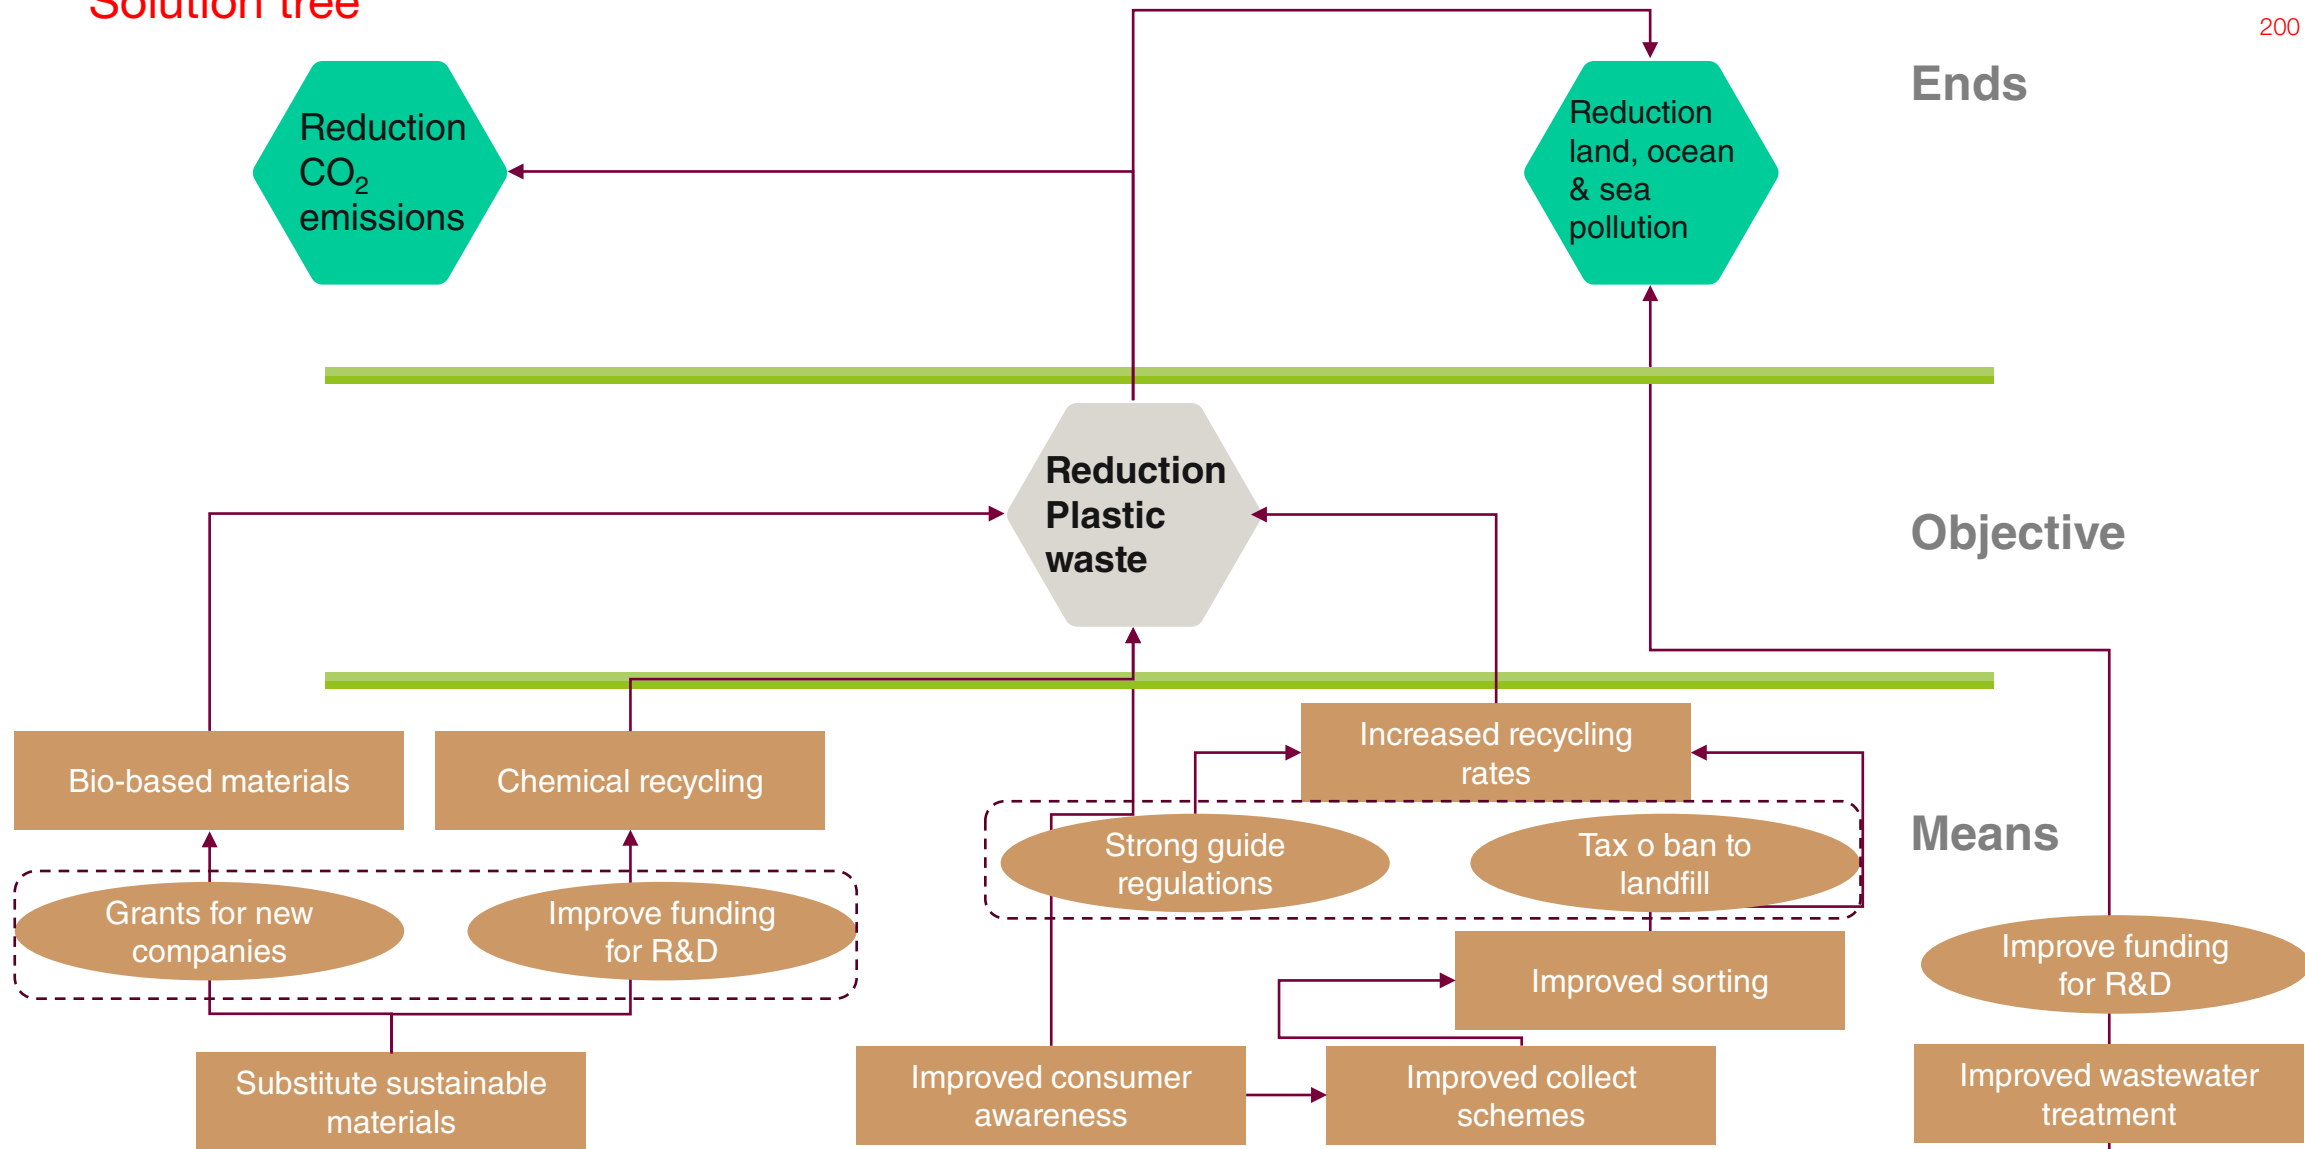 Solution tree
200
Ends
Reduction
CO₂
emissions
Reduction
land, ocean
& sea
pollution
Reduction
Plastic
waste
Objective
Bio-based materials
Chemical recycling
Increased recycling
rates
Means
Strong guide
regulations
Tax o ban to
landfill
Grants for new
companies
Improve funding
for R&D
Improved sorting
Improve funding
for R&D
Substitute sustainable
materials
Improved consumer
awareness
Improved collect
schemes
Improved wastewater
treatment